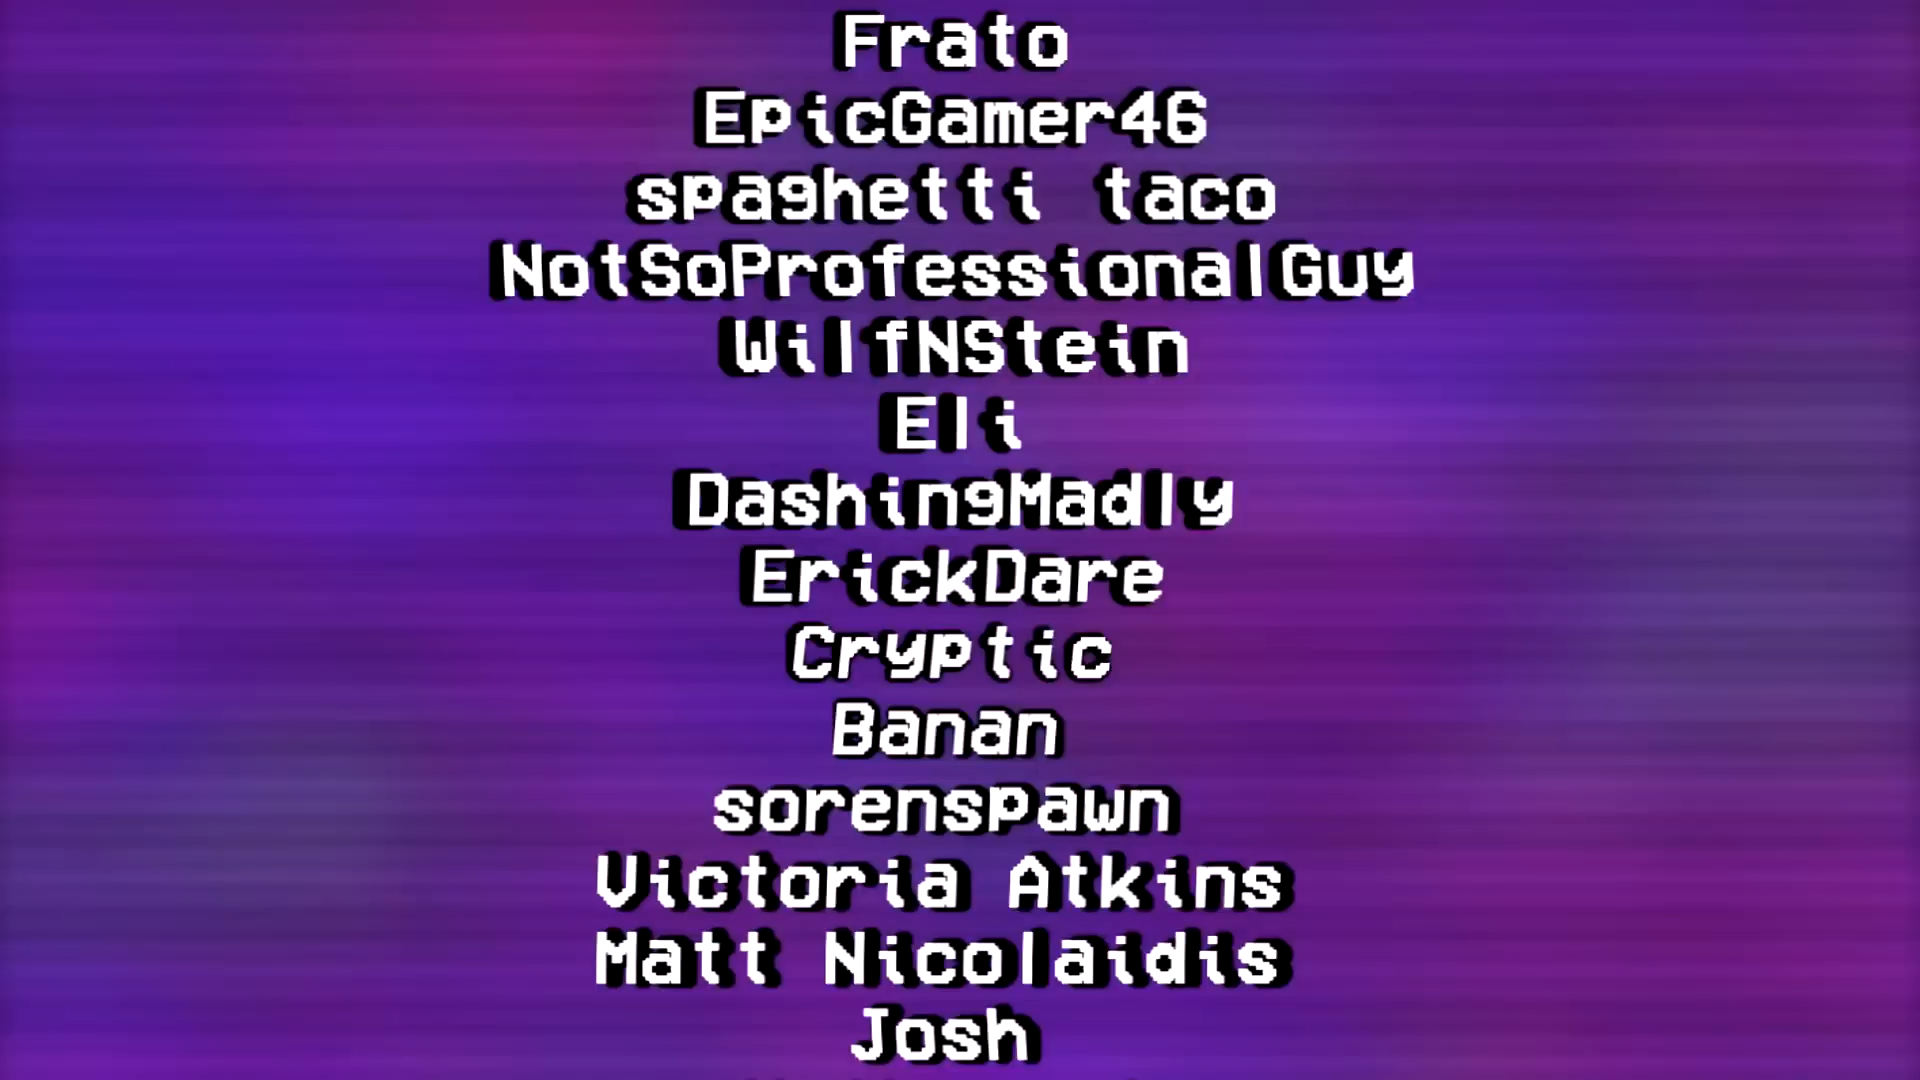 Frato
EpicGamer46
spaghetti taco
NotSoProfessionalGuy
WilfNStein
Eli
DashingMadly
ErickDare
Cryptic
Banan
sorenspawn
Victoria Atkins
Matt Nicolaidis
Josh